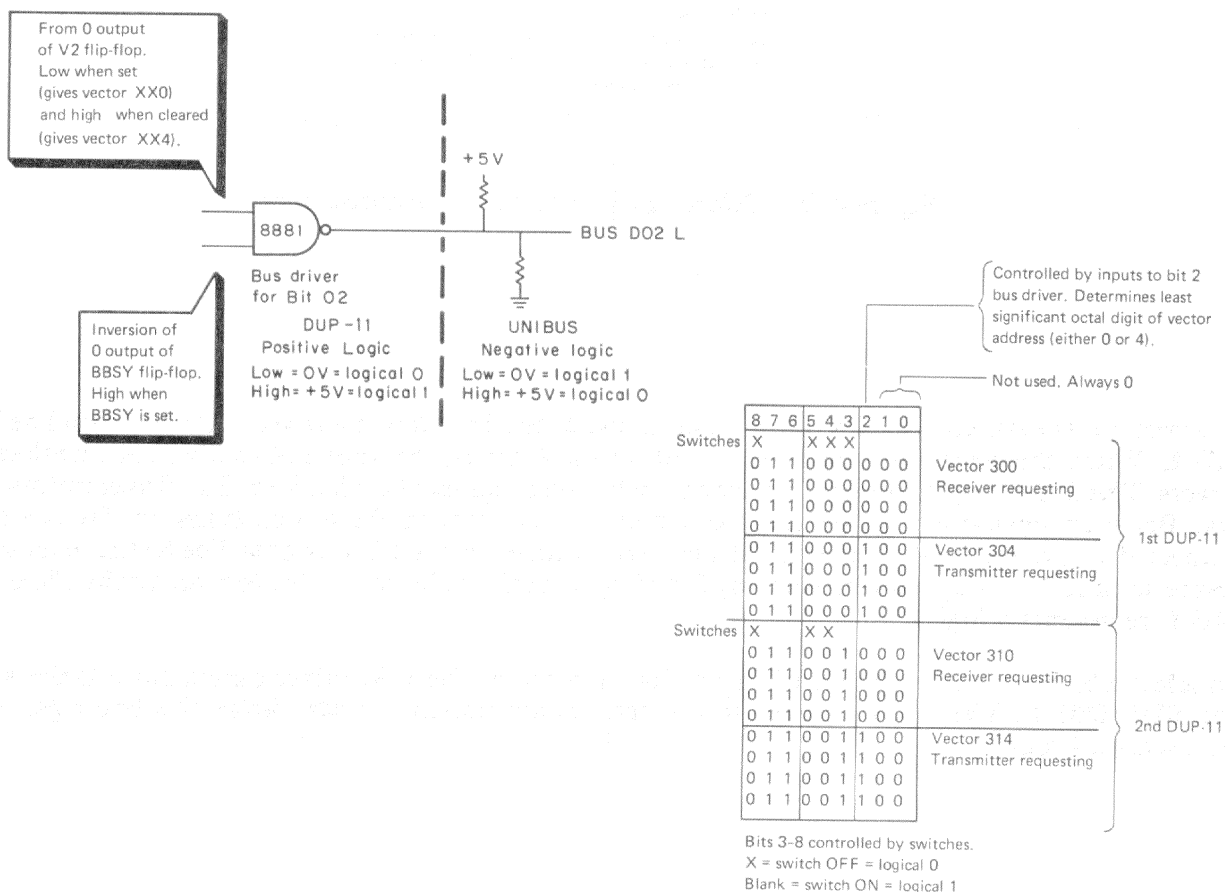 From 0 output
of V2 flip-flop.
Low when set
(gives vector XX0)
and high when cleared
(gives vector XX4).
+5V
8881
BUS D02 L
Bus driver
for Bit 02
DUP-11
Positive Logic
Low = 0V = logical 0
High= +5V = logical 1
UNIBUS
Negative logic
Low = 0V = logical 1
High= +5V = logical 0
Inversion of
0 output of
BBSY flip-flop.
High when
BBSY is set.
Controlled by inputs to bit 2
bus driver. Determines least
significant octal digit of vector
address (either 0 or 4).
Not used. Always 0
8 7 6 5 4 3 2 1 0
Switches X X X X
0 1 1 0 0 0 0 0 0 Vector 300
0 1 1 0 0 0 0 0 0 Receiver requesting
0 1 1 0 0 0 0 0 0
0 1 1 0 0 0 0 0 0
1st DUP-11
0 1 1 0 0 0 1 0 0 Vector 304
0 1 1 0 0 0 1 0 0 Transmitter requesting
0 1 1 0 0 0 1 0 0
0 1 1 0 0 0 1 0 0
Switches X X X
0 1 1 0 0 1 0 0 0 Vector 310
0 1 1 0 0 1 0 0 0 Receiver requesting
0 1 1 0 0 1 0 0 0
0 1 1 0 0 1 0 0 0
2nd DUP-11
0 1 1 0 0 1 1 0 0 Vector 314
0 1 1 0 0 1 1 0 0 Transmitter requesting
0 1 1 0 0 1 1 0 0
0 1 1 0 0 1 1 0 0
Bits 3-8 controlled by switches.
X = switch OFF = logical 0
Blank = switch ON = logical 1